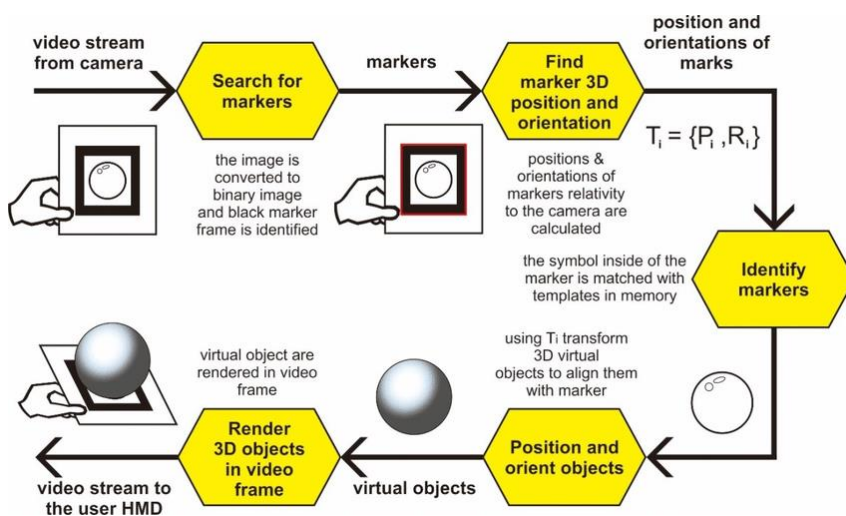 video stream
from camera
Search for
markers
the image is
converted to
binary image
and black marker
frame is identified
markers
Find
marker 3D
position and
orientation
positions &
orientations of
markers relativity
to the camera are
calculated
position and
orientations of
marks
Ti = {Pi ,Ri}
the symbol inside of the
marker is matched with
templates in memory
Identify
markers
using Ti transform
3D virtual
objects to align them
with marker
Position and
orient objects
virtual objects
virtual object are
rendered in video
frame
Render
3D objects
in video
frame
video stream to
the user HMD